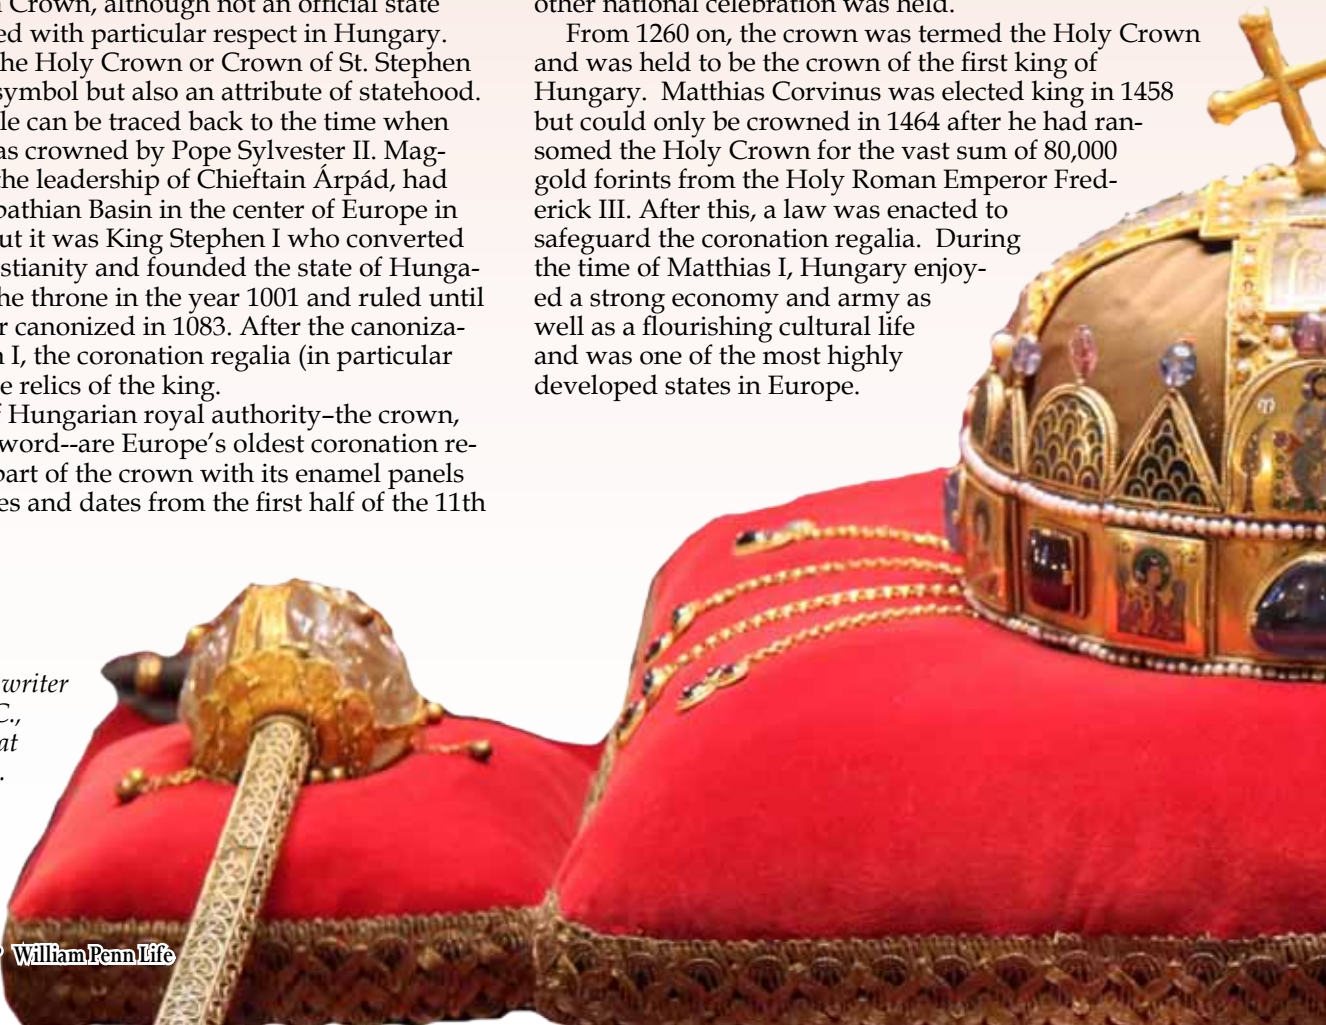 Crown, although not an official state
ed with particular respect in Hungary.
he Holy Crown or Crown of St. Stephen
symbol but also an attribute of statehood.
le can be traced back to the time when
as crowned by Pope Sylvester II. Mag-
the leadership of Chieftain Árpád, had
pathian Basin in the center of Europe in
ut it was King Stephen I who converted
stianity and founded the state of Hunga-
he throne in the year 1001 and ruled until
r canonized in 1083. After the canoniza-
I, the coronation regalia (in particular
e relics of the king.
f Hungarian royal authority–the crown,
word--are Europe’s oldest coronation re-
part of the crown with its enamel panels
es and dates from the first half of the 11th
writer
C.,
at
.
other national celebration was held.
From 1260 on, the crown was termed the Holy Crown
and was held to be the crown of the first king of
Hungary.  Matthias Corvinus was elected king in 1458
but could only be crowned in 1464 after he had ran-
somed the Holy Crown for the vast sum of 80,000
gold forints from the Holy Roman Emperor Fred-
erick III. After this, a law was enacted to
safeguard the coronation regalia.  During
the time of Matthias I, Hungary enjoy-
ed a strong economy and army as
well as a flourishing cultural life
and was one of the most highly
developed states in Europe.
William Penn Life